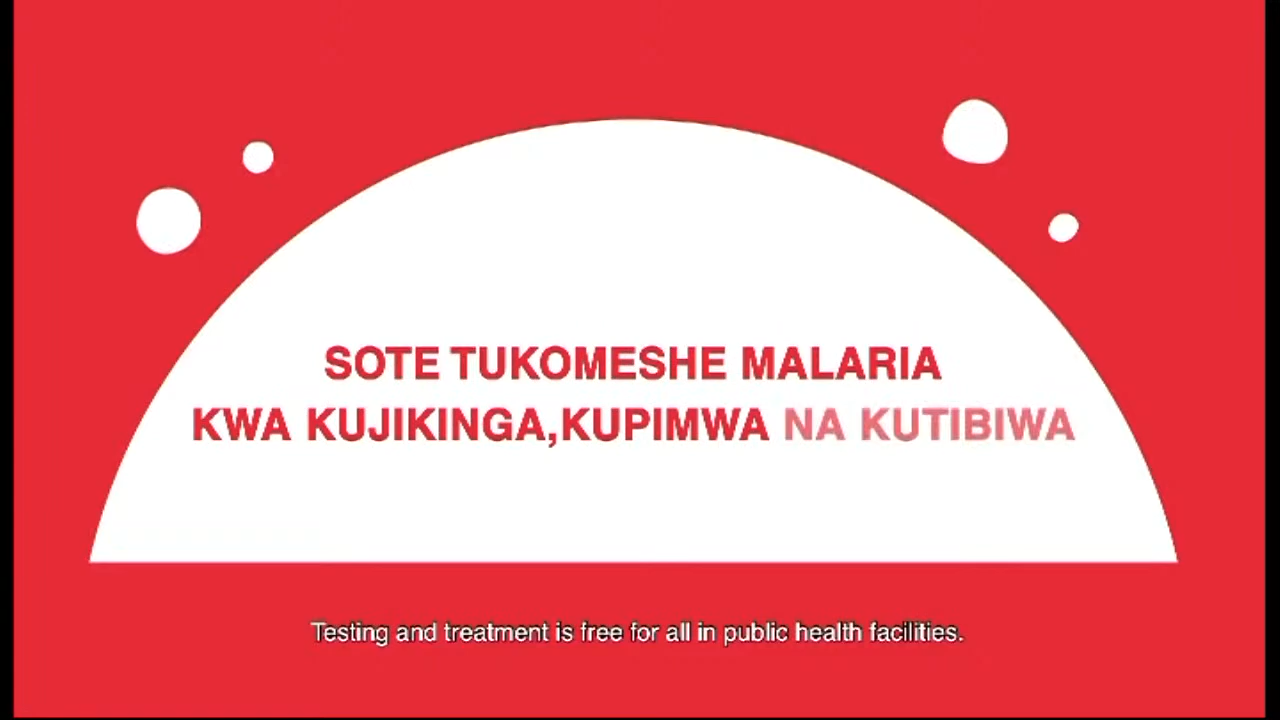 SOTE TUKOMESHE MALARIA
KWA KUJIKINGA,KUPIMWA NA KUTIBIWA
Testing and treatment is free for all in public health facilities.